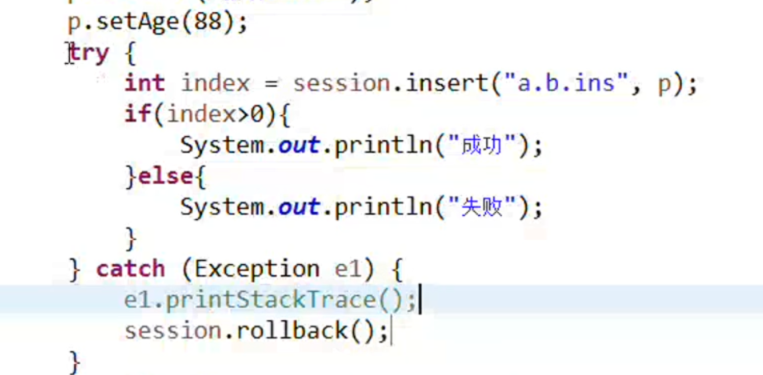 p.setAge(88);
try {
int index = session.insert("a.b.ins", p);
if(index>0){
System.out.println("成功");
}else{
System.out.println("失败");
}
} catch (Exception e1) {
e1.printStackTrace();
session.rollback();
}